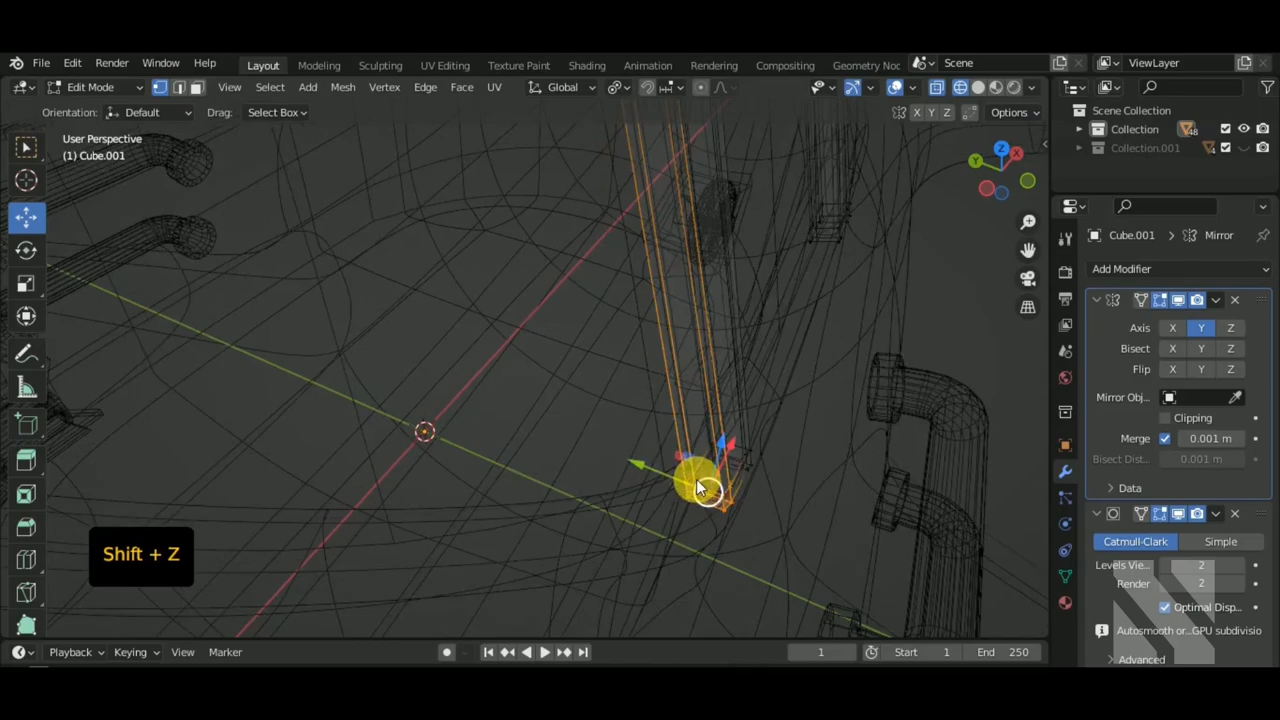 File Edit Render Window Help Layout Modeling Sculpting UV Editing Texture Paint Shading Animation Rendering Compositing Geometry Noc Scene ViewLayer
Edit Mode View Select Add Mesh Vertex Edge Face UV Global
Orientation: Default Drag: Select Box X Y Z Options
User Perspective
(1) Cube.001
Z
X
Y
Scene Collection
Collection 48
Collection.001 4
Cube.001 Mirror
Add Modifier
Axis X Y Z
Bisect X Y Z
Flip X Y Z
Mirror Obj...
Clipping
Merge 0.001 m
Bisect Dist... 0.001 m
Data
Catmull-Clark Simple
Levels Vie... 2
Render 2
Optimal Disp...
Autosmooth or...GPU subdivisio
Advanced
Shift + Z
Playback Keying View Marker 1 Start 1 End 250